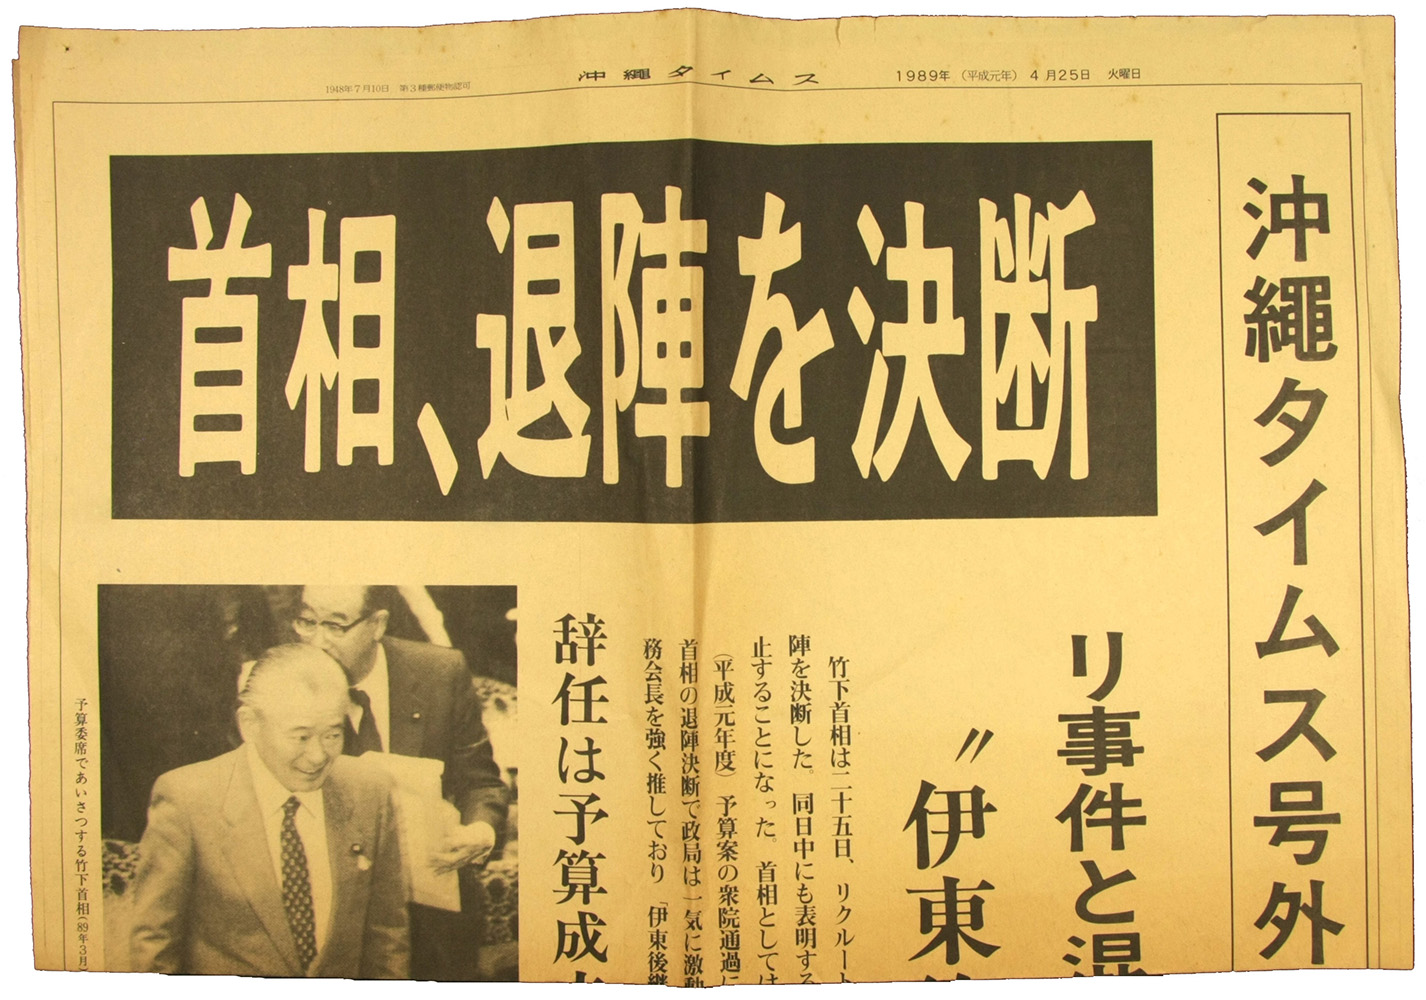 1948年7月10日 第3種郵便物認可
沖縄タイムス
1989年 (平成元年) 4月25日 火曜日
沖縄タイムス号外
首相、退陣を決断
リ事件と混
〃伊東
竹下首相は二十五日、リクルート
陣を決断した。同日中にも表明する
止することになった。首相としては
(平成元年度) 予算案の衆院通過に
首相の退陣決断で政局は一気に激動
務会長を強く推しており「伊東後継
辞任は予算成
予算委席であいさつする竹下首相(89年3月)